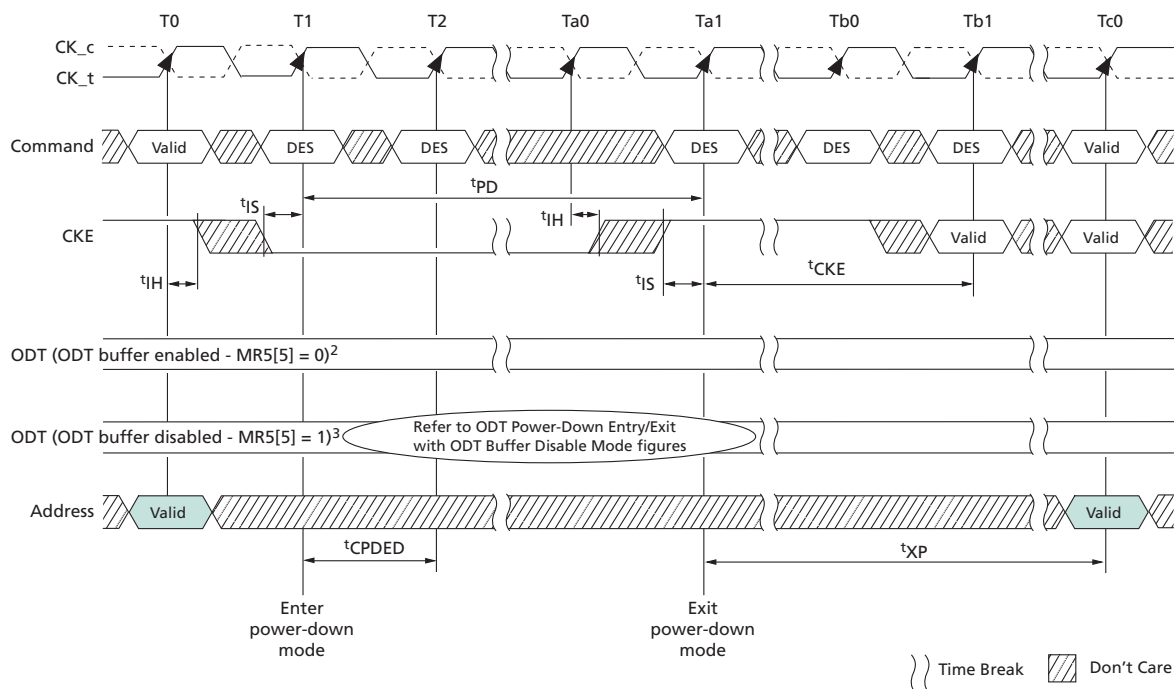 T0 T1 T2 Ta0 Ta1 Tb0 Tb1 Tc0
CK_c
CK_t
Command Valid DES DES DES DES DES Valid
tPD
tIS tIH
CKE Valid Valid
tCKE
tIH tIS
ODT (ODT buffer enabled - MR5[5] = 0)2
ODT (ODT buffer disabled - MR5[5] = 1)3
Refer to ODT Power-Down Entry/Exit
with ODT Buffer Disable Mode figures
Address Valid Valid
tCPDED tXP
Enter
power-down
mode
Exit
power-down
mode
Time Break Don't Care